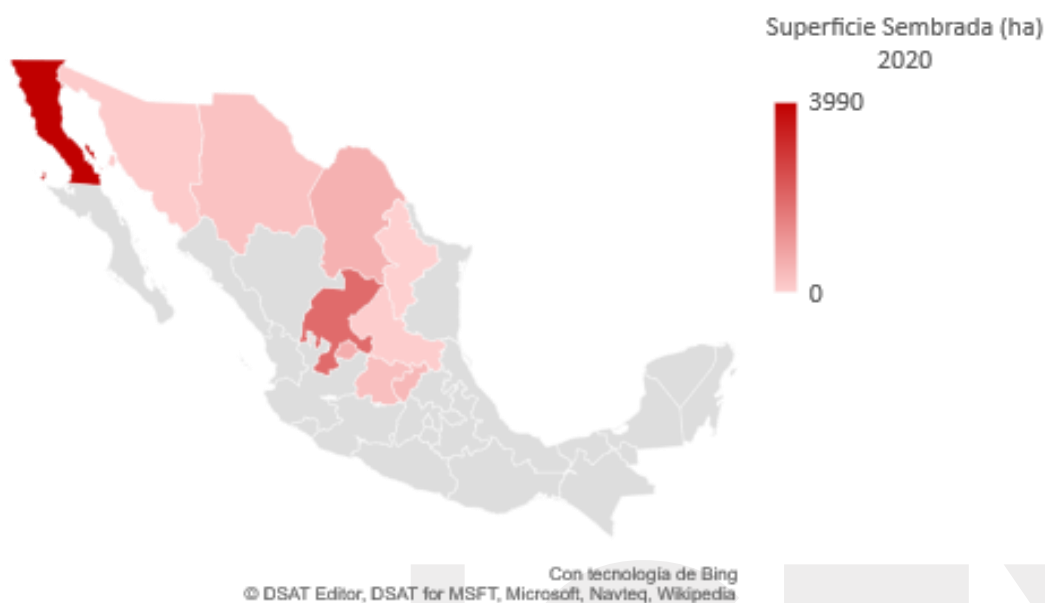 Superficie Sembrada (ha)
2020
3990
0
Con tecnología de Bing
© DSAT Editor, DSAT for MSFT, Microsoft, Navteq, Wikipedia